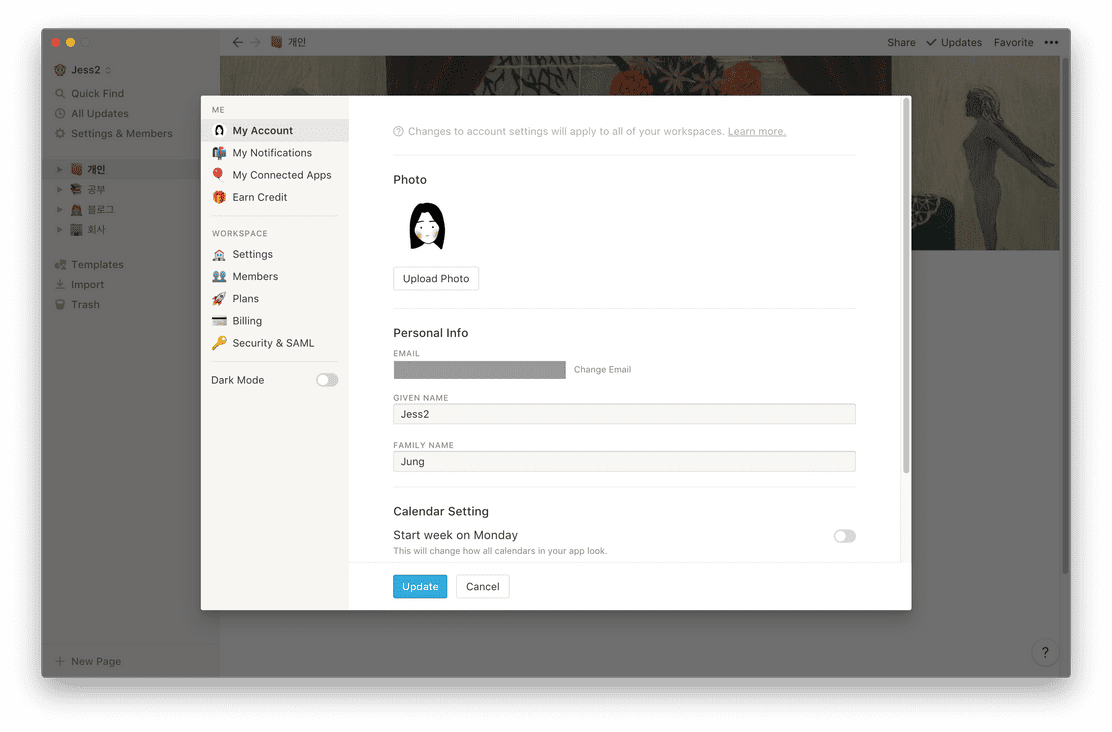 Jess2
Quick Find
All Updates
Settings & Members
개인
공부
블로그
회사
Templates
Import
Trash
New Page
개인
Share
Updates
Favorite
ME
My Account
My Notifications
My Connected Apps
Earn Credit
WORKSPACE
Settings
Members
Plans
Billing
Security & SAML
Dark Mode
Changes to account settings will apply to all of your workspaces. Learn more.
Photo
Upload Photo
Personal Info
EMAIL
Change Email
GIVEN NAME
Jess2
FAMILY NAME
Jung
Calendar Setting
Start week on Monday
This will change how all calendars in your app look.
Update Cancel
?